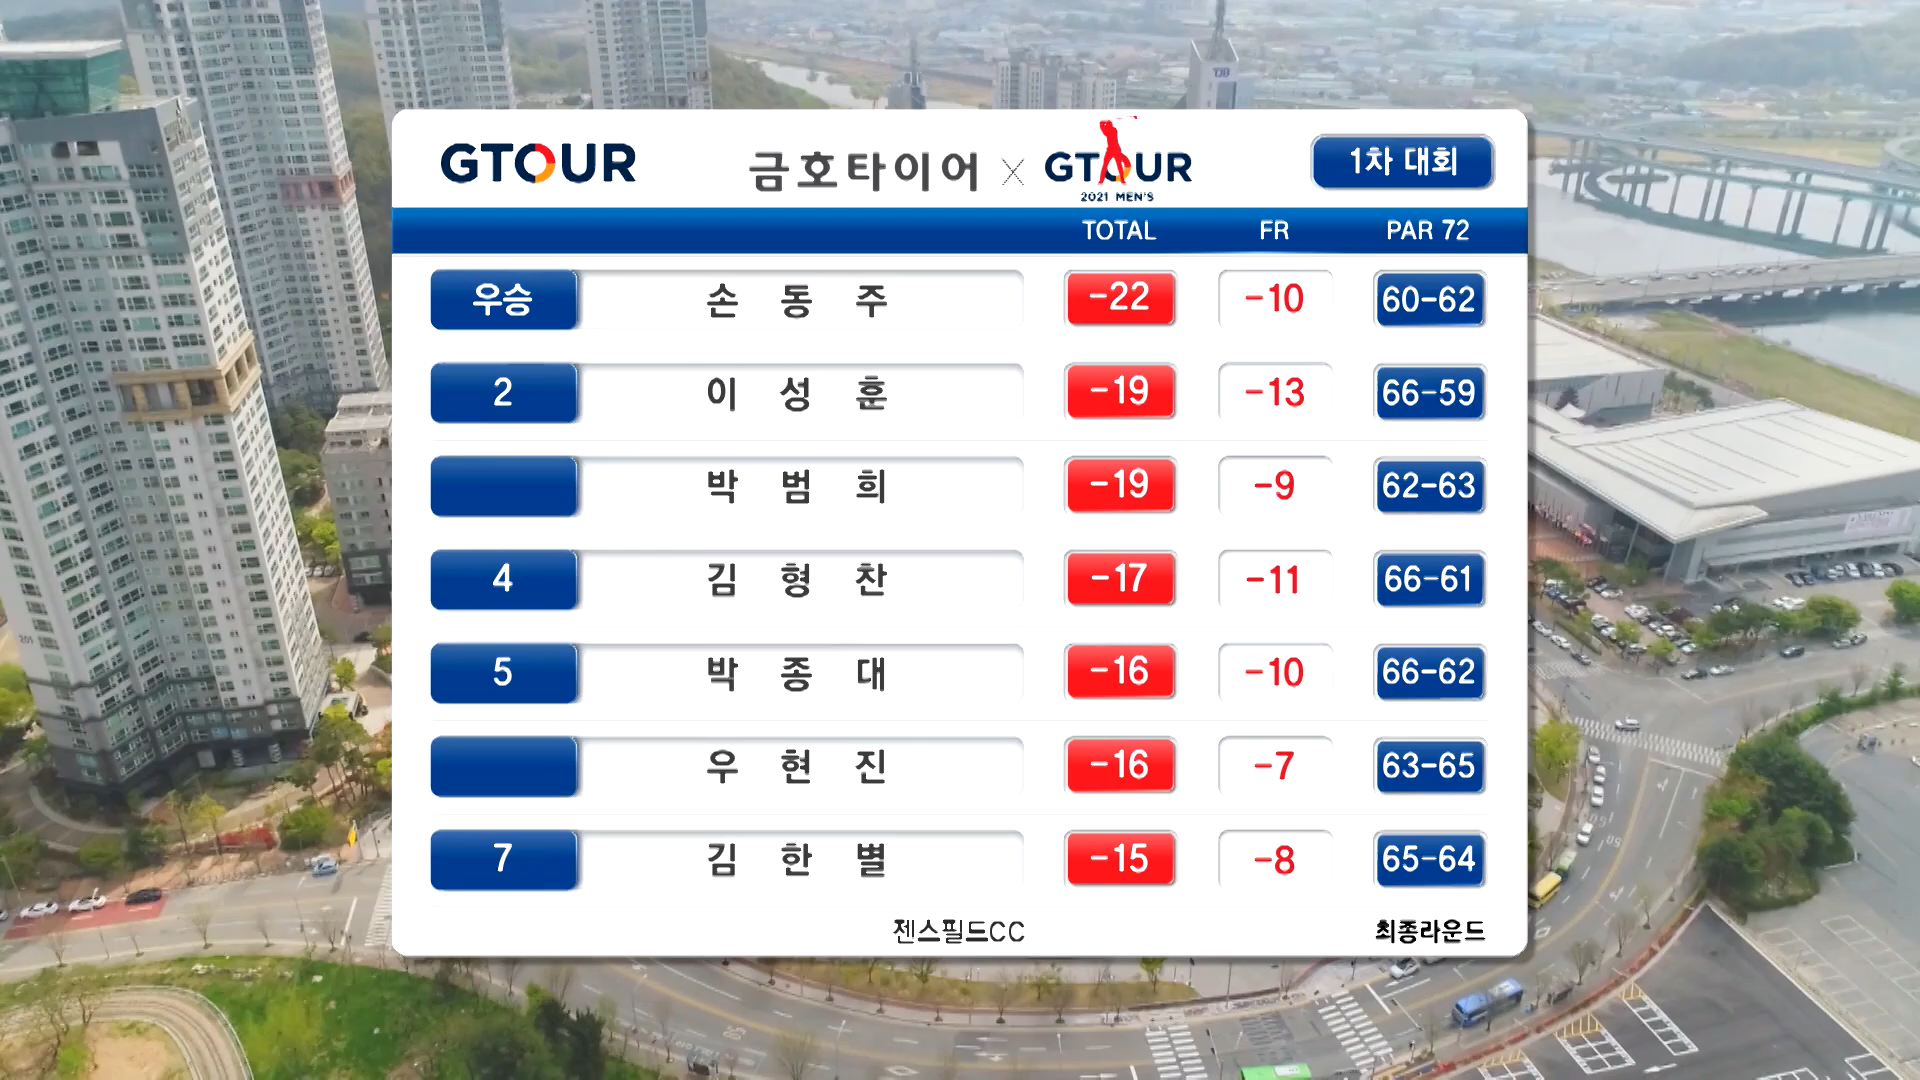 GTOUR 금호타이어 × GTOUR 1차 대회
2021 MEN'S
TOTAL FR PAR 72
우승 손 동 주 -22 -10 60-62
2 이 성 훈 -19 -13 66-59
박 범 희 -19 -9 62-63
4 김 형 찬 -17 -11 66-61
5 박 종 대 -16 -10 66-62
우 현 진 -16 -7 63-65
7 김 한 별 -15 -8 65-64
젠스필드CC 최종라운드
TJB
201